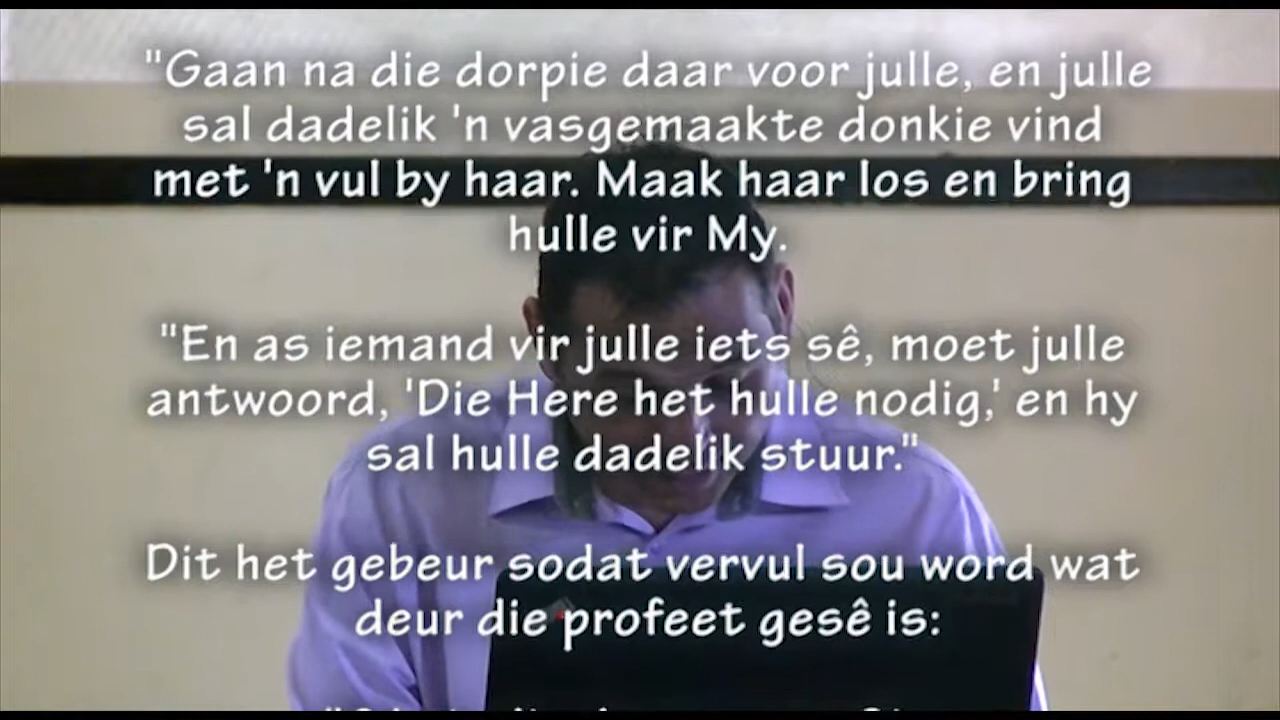 "Gaan na die dorpie daar voor julle, en julle
sal dadelik 'n vasgemaakte donkie vind
met 'n vul by haar. Maak haar los en bring
hulle vir My.
"En as iemand vir julle iets sê, moet julle
antwoord, 'Die Here het hulle nodig,' en hy
sal hulle dadelik stuur."
Dit het gebeur sodat vervul sou word wat
deur die profeet gesê is: